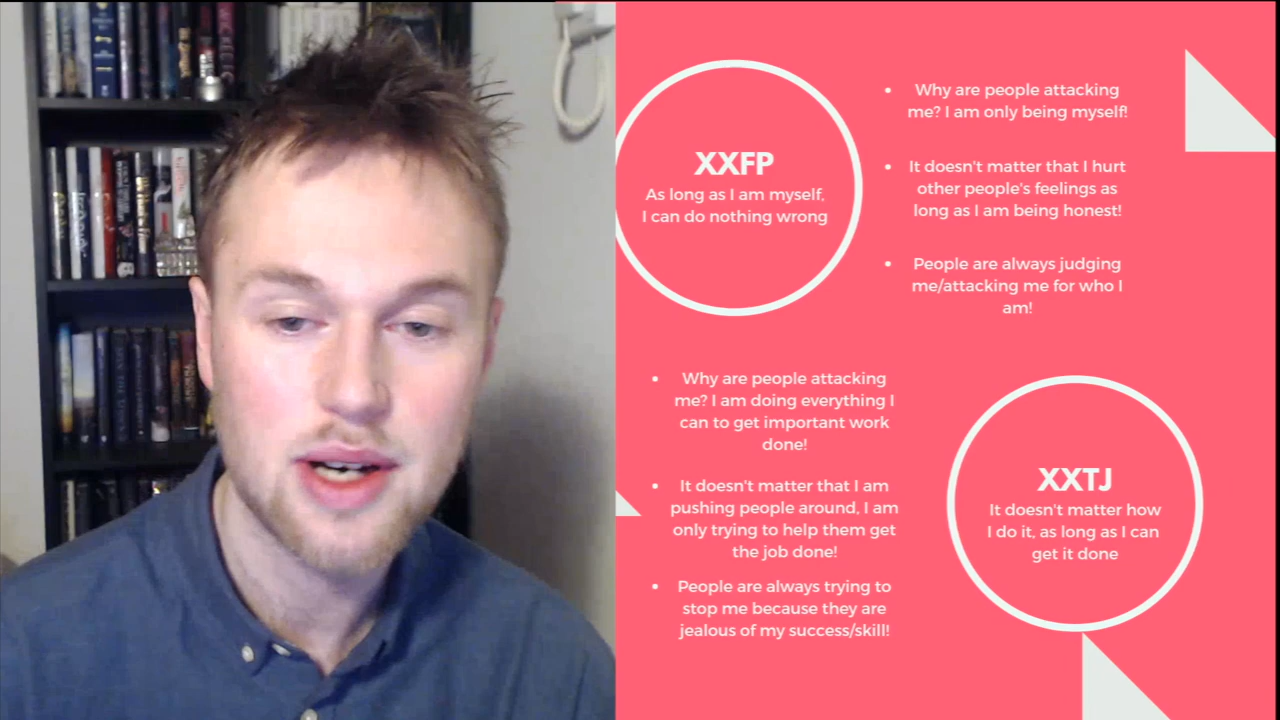 XXFP
As long as I am myself,
I can do nothing wrong
• Why are people attacking
me? I am only being myself!
• It doesn't matter that I hurt
other people's feelings as
long as I am being honest!
• People are always judging
me/attacking me for who I
am!
• Why are people attacking
me? I am doing everything I
can to get important work
done!
• It doesn't matter that I am
pushing people around, I am
only trying to help them get
the job done!
• People are always trying to
stop me because they are
jealous of my success/skill!
XXTJ
It doesn't matter how
I do it, as long as I can
get it done